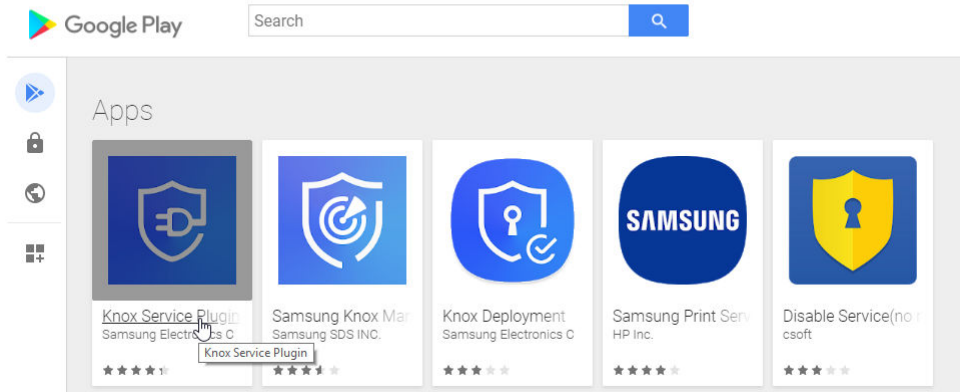 Google Play
Search
Apps
SAMSUNG
Knox Service Plugin
Samsung Electronics C
Knox Service Plugin
Samsung Knox Mar
Samsung SDS INC.
Knox Deployment
Samsung Electronics C
Samsung Print Serv
HP Inc.
Disable Service(no r
csoft